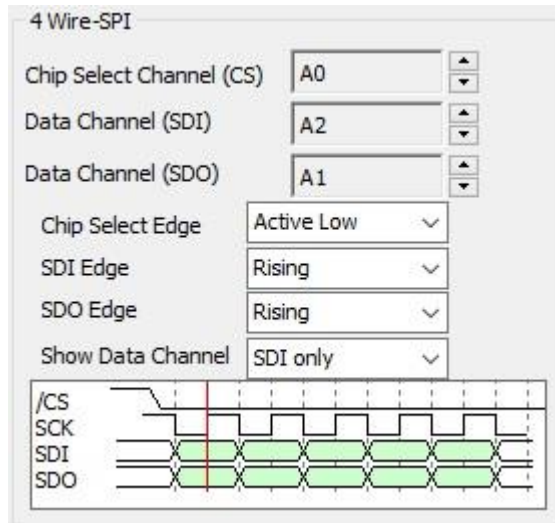 4 Wire-SPI
Chip Select Channel (CS) A0
Data Channel (SDI) A2
Data Channel (SDO) A1
Chip Select Edge Active Low
SDI Edge Rising
SDO Edge Rising
Show Data Channel SDI only
/CS
SCK
SDI
SDO